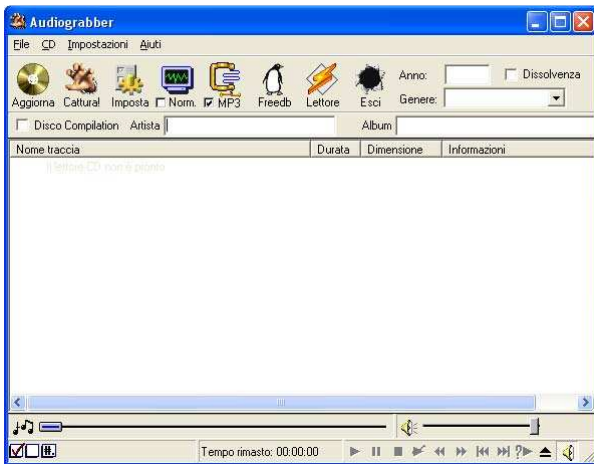 Audiograbber
File CD Impostazioni Aiuti
Aggiorna Cattura! Imposta Norm. MP3 Freedb Lettore Esci
Anno: Dissolvenza
Genere:
Disco Compilation Artista Album
Nome traccia Durata Dimensione Informazioni
Il lettore CD non è pronto
Tempo rimasto: 00:00:00